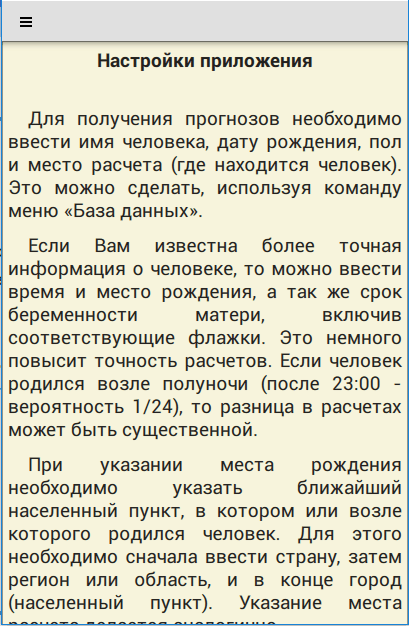 Настройки приложения
Для получения прогнозов необходимо
ввести имя человека, дату рождения, пол
и место расчета (где находится человек).
Это можно сделать, используя команду
меню «База данных».
Если Вам известна более точная
информация о человеке, то можно ввести
время и место рождения, а так же срок
беременности матери, включив
соответствующие флажки. Это немного
повысит точность расчетов. Если человек
родился возле полуночи (после 23:00 -
вероятность 1/24), то разница в расчетах
может быть существенной.
При указании места рождения
необходимо указать ближайший
населенный пункт, в котором или возле
которого родился человек. Для этого
необходимо сначала ввести страну, затем
регион или область, и в конце город
(населенный пункт). Указание места